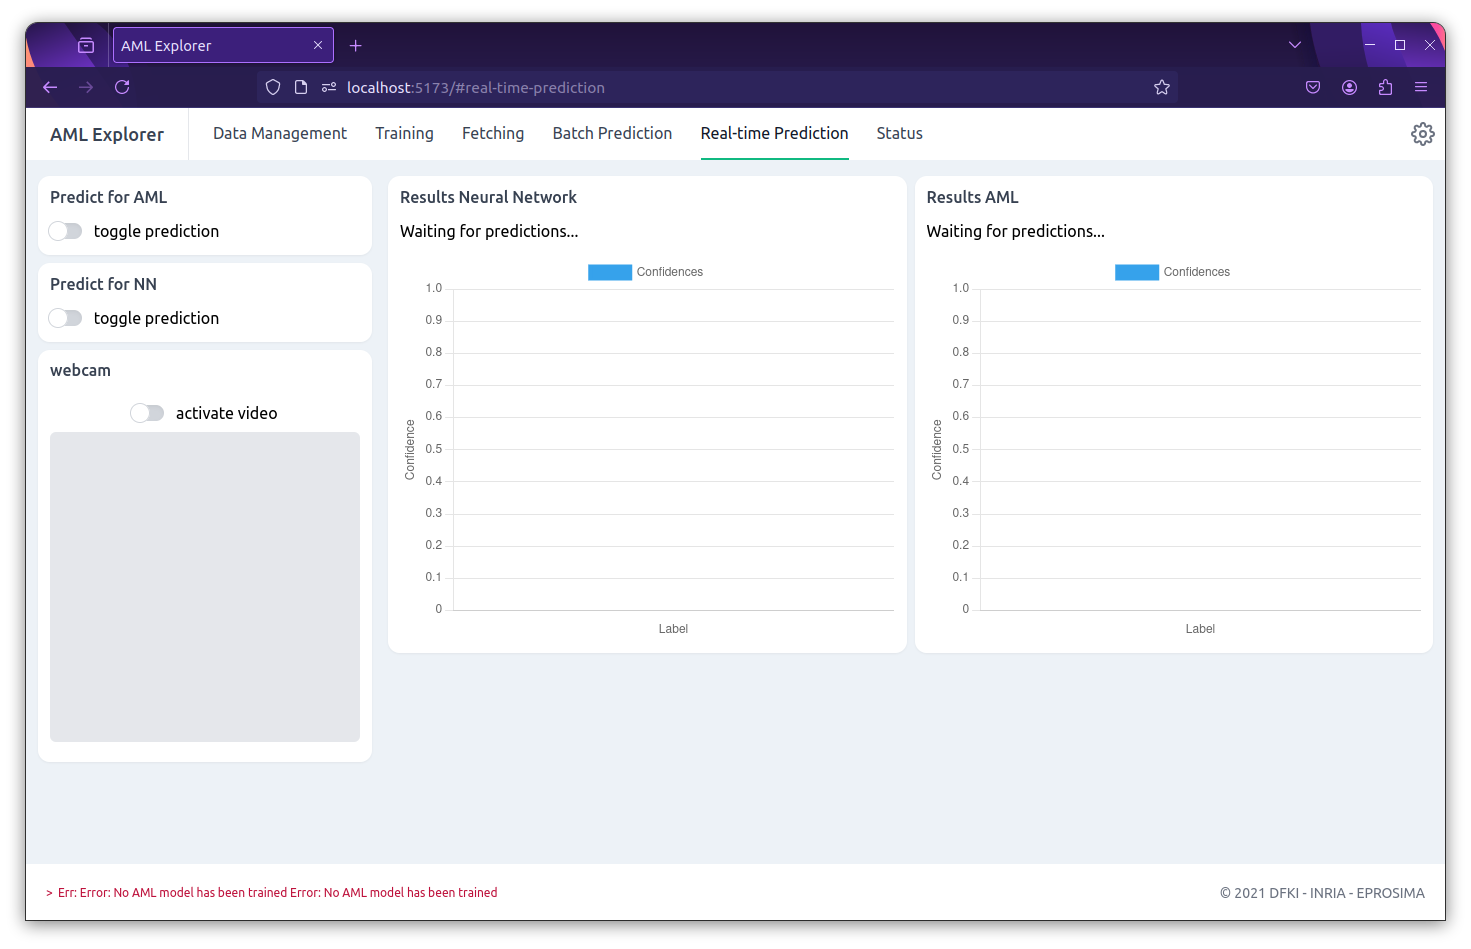 AML Explorer
localhost:5173/#real-time-prediction
AML Explorer
Data Management
Training
Fetching
Batch Prediction
Real-time Prediction
Status
Predict for AML
toggle prediction
Predict for NN
toggle prediction
webcam
activate video
Results Neural Network
Waiting for predictions...
Confidences
1.0
0.9
0.8
0.7
0.6
0.5
0.4
0.3
0.2
0.1
0
Confidence
Label
Results AML
Waiting for predictions...
Confidences
1.0
0.9
0.8
0.7
0.6
0.5
0.4
0.3
0.2
0.1
0
Confidence
Label
> Err: Error: No AML model has been trained Error: No AML model has been trained
© 2021 DFKI - INRIA - EPROSIMA